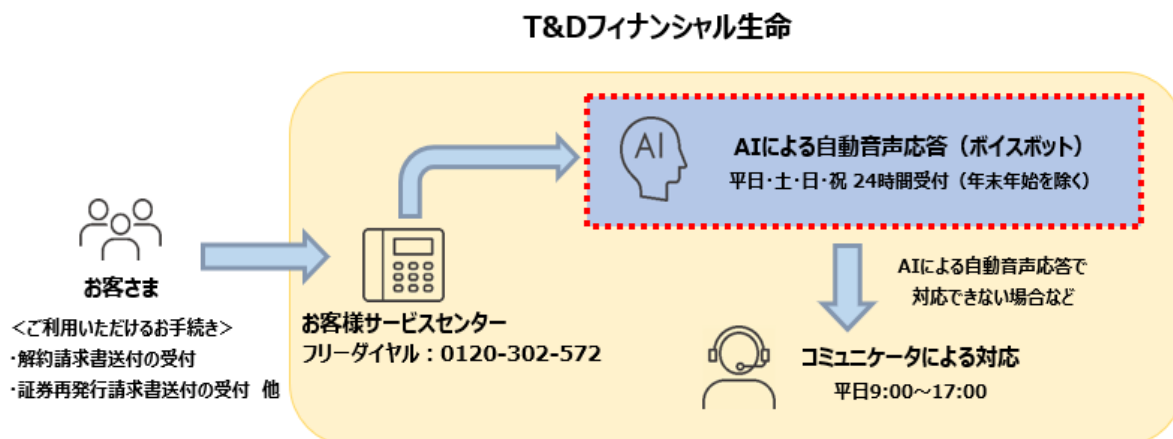 T&Dフィナンシャル生命
AI
AIによる自動音声応答（ボイスボット）
平日・土・日・祝 24時間受付（年末年始を除く）
お客さま
＜ご利用いただけるお手続き＞
・解約請求書送付の受付
・証券再発行請求書送付の受付 他
お客様サービスセンター
フリーダイヤル：0120-302-572
AIによる自動音声応答で
対応できない場合など
コミュニケータによる対応
平日9:00～17:00